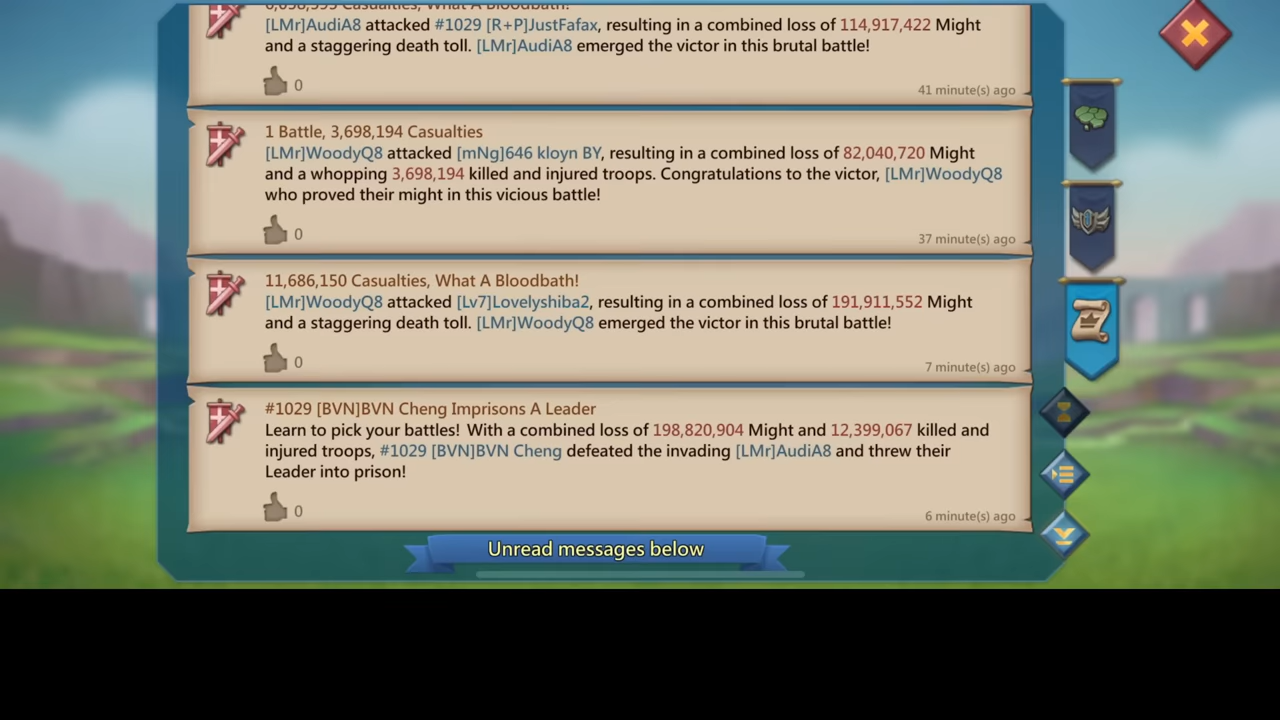 Casualties, What A Bloodbath!
[LMr]AudiA8 attacked #1029 [R+P]JustFafax, resulting in a combined loss of 114,917,422 Might
and a staggering death toll. [LMr]AudiA8 emerged the victor in this brutal battle!
0
41 minute(s) ago
1 Battle, 3,698,194 Casualties
[LMr]WoodyQ8 attacked [mNg]646 kloyn BY, resulting in a combined loss of 82,040,720 Might
and a whopping 3,698,194 killed and injured troops. Congratulations to the victor, [LMr]WoodyQ8
who proved their might in this vicious battle!
0
37 minute(s) ago
11,686,150 Casualties, What A Bloodbath!
[LMr]WoodyQ8 attacked [Lv7]Lovelyshiba2, resulting in a combined loss of 191,911,552 Might
and a staggering death toll. [LMr]WoodyQ8 emerged the victor in this brutal battle!
0
7 minute(s) ago
#1029 [BVN]BVN Cheng Imprisons A Leader
Learn to pick your battles! With a combined loss of 198,820,904 Might and 12,399,067 killed and
injured troops, #1029 [BVN]BVN Cheng defeated the invading [LMr]AudiA8 and threw their
Leader into prison!
0
6 minute(s) ago
Unread messages below